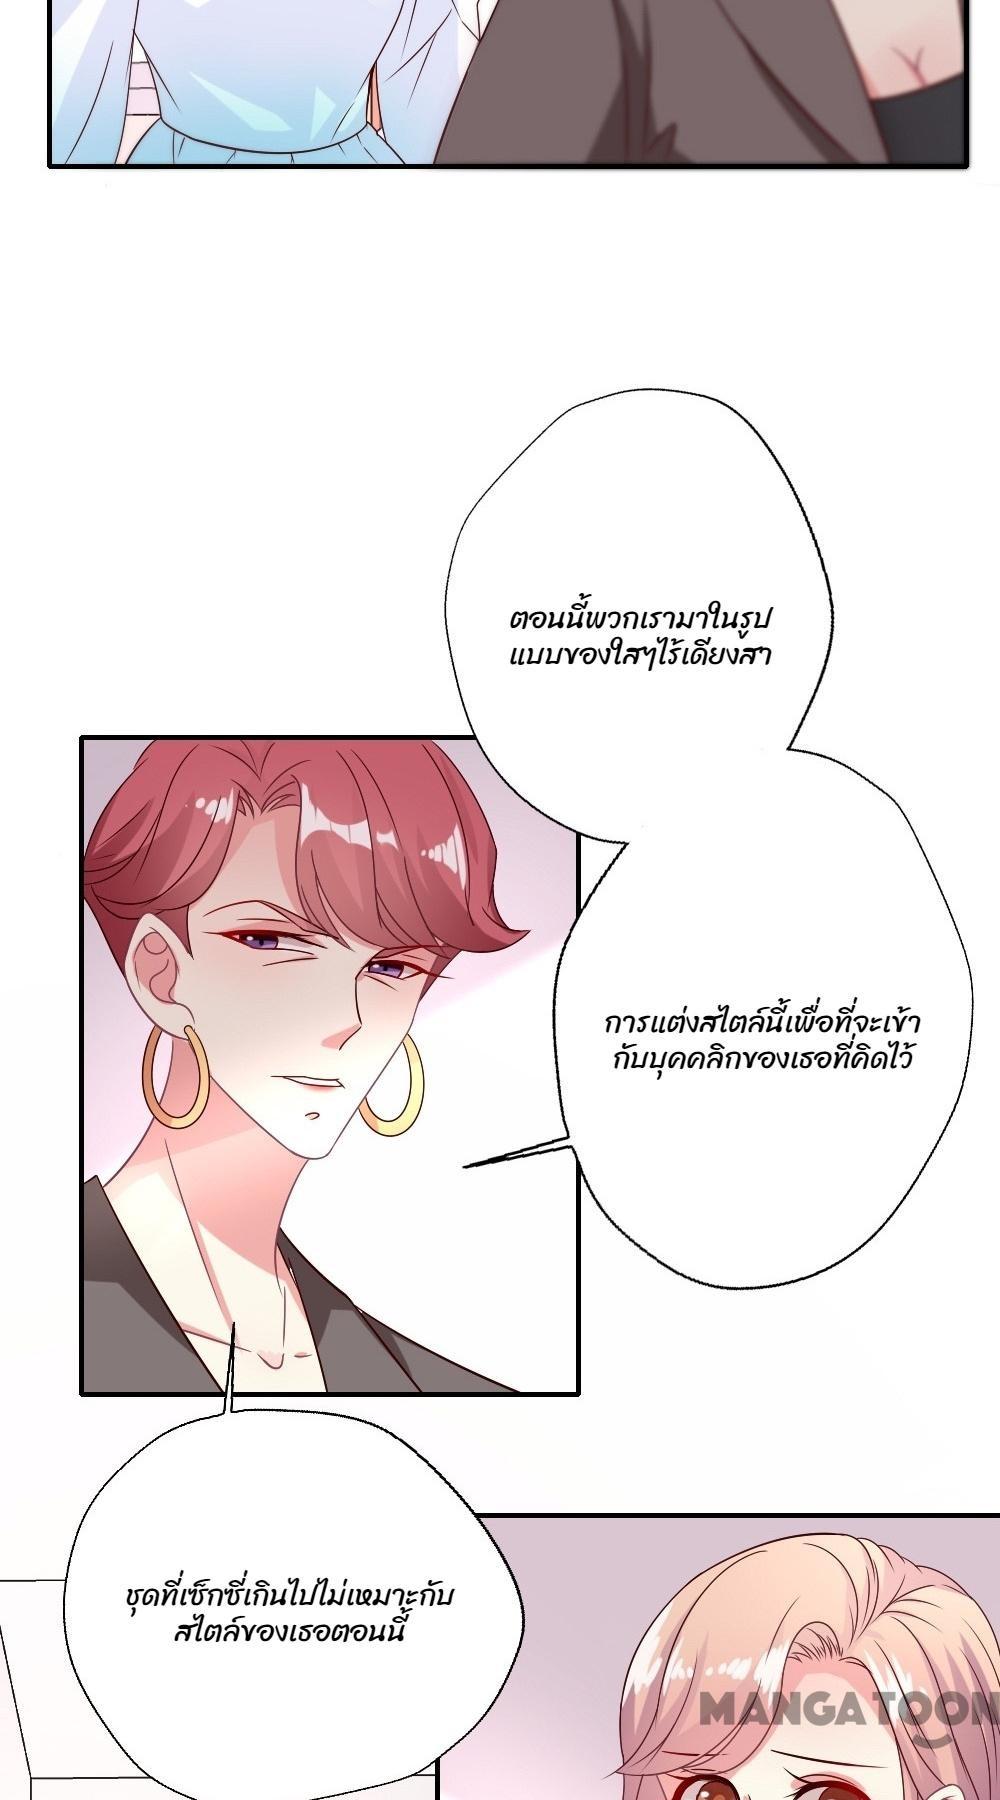 ตอนนี้พวกเรามาในรูป
แบบของใสๆไร้เดียงสา
การแต่งสไตล์นี้เพื่อที่จะเข้า
กับบุคคลิกของเธอที่คิดไว้
ชุดที่เซ็กซี่เกินไปไม่เหมาะกับ
สไตล์ของเธอตอนนี้
MANGATOON